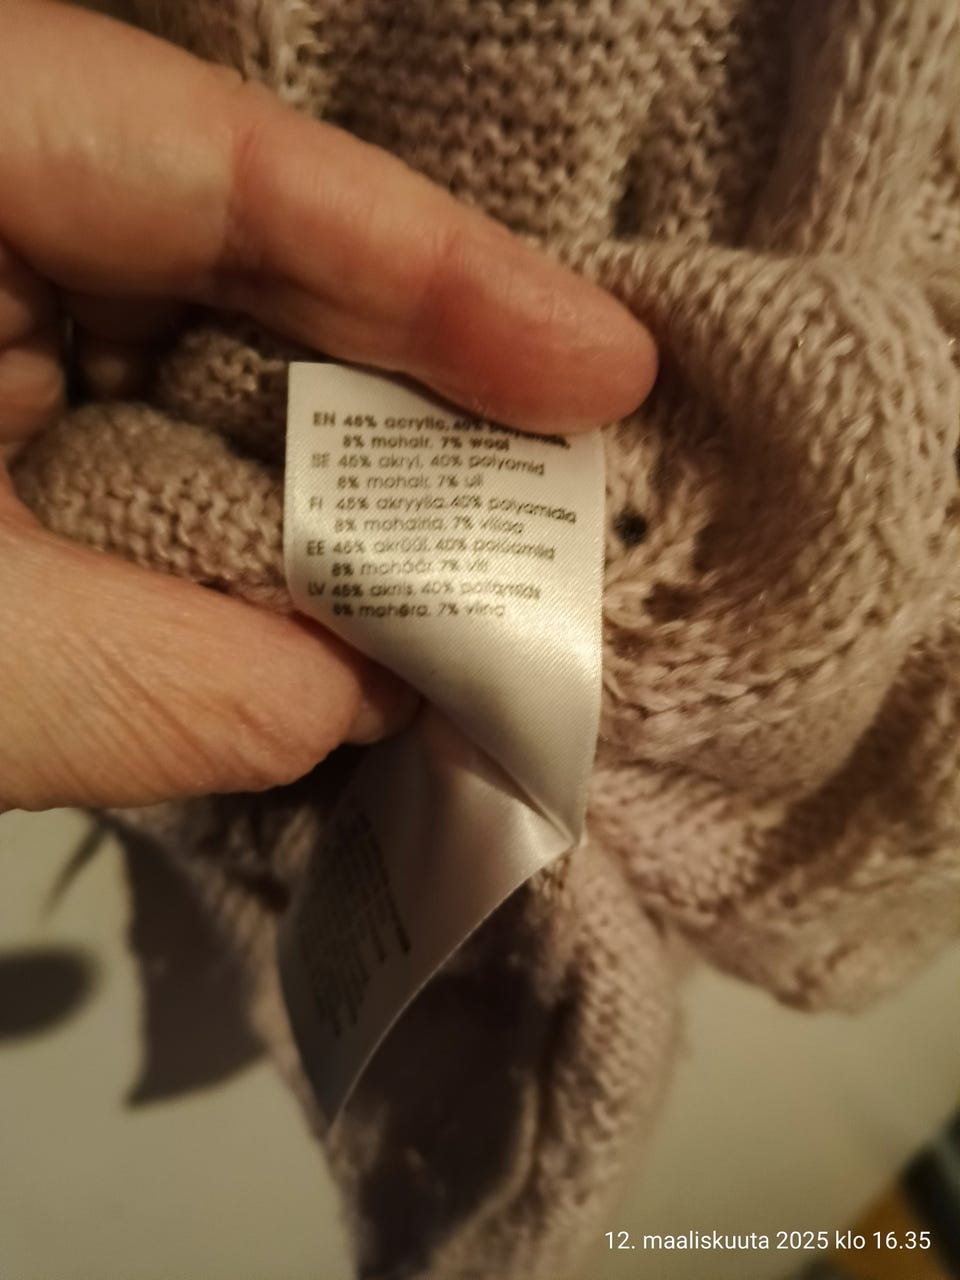 EN 45% acrylic, 40% polyamide,
8% mohair, 7% wool
SE 45% akryl, 40% polyamid
8% mohair, 7% ull
FI 45% akryylia, 40% polyamidia
8% mohairia, 7% villaa
EE 45% akrüül, 40% polüamiid
8% mohäär, 7% vill
LV 45% akrils, 40% poliamīds
8% mohēra, 7% vilna
12. maaliskuuta 2025 klo 16.35